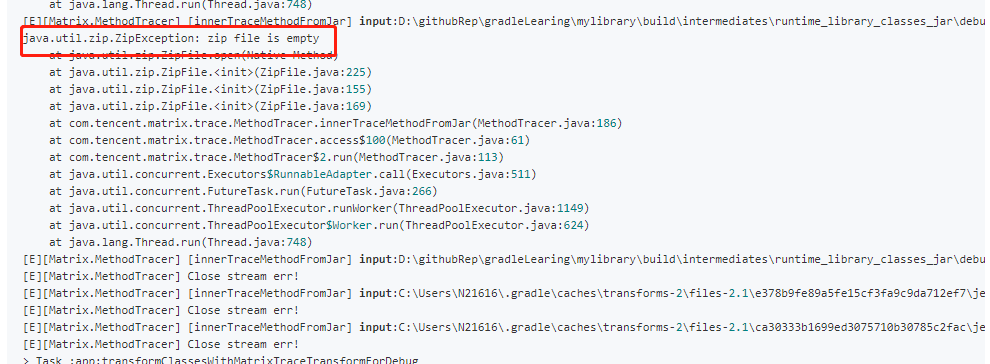 at java.lang.Thread.run(Thread.java:748)
[E][Matrix.MethodTracer] [innerTraceMethodFromJar] input:D:\githubRep\gradleLearing\mylibrary\build\intermediates\runtime_library_classes_jar\debu
java.util.zip.ZipException: zip file is empty
at java.util.zip.ZipFile.open(Native Method)
at java.util.zip.ZipFile.<init>(ZipFile.java:225)
at java.util.zip.ZipFile.<init>(ZipFile.java:155)
at java.util.zip.ZipFile.<init>(ZipFile.java:169)
at com.tencent.matrix.trace.MethodTracer.innerTraceMethodFromJar(MethodTracer.java:186)
at com.tencent.matrix.trace.MethodTracer.access$100(MethodTracer.java:61)
at com.tencent.matrix.trace.MethodTracer$2.run(MethodTracer.java:113)
at java.util.concurrent.Executors$RunnableAdapter.call(Executors.java:511)
at java.util.concurrent.FutureTask.run(FutureTask.java:266)
at java.util.concurrent.ThreadPoolExecutor.runWorker(ThreadPoolExecutor.java:1149)
at java.util.concurrent.ThreadPoolExecutor$Worker.run(ThreadPoolExecutor.java:624)
at java.lang.Thread.run(Thread.java:748)
[E][Matrix.MethodTracer] [innerTraceMethodFromJar] input:D:\githubRep\gradleLearing\mylibrary\build\intermediates\runtime_library_classes_jar\debu
[E][Matrix.MethodTracer] Close stream err!
[E][Matrix.MethodTracer] [innerTraceMethodFromJar] input:C:\Users\N21616\.gradle\caches\transforms-2\files-2.1\e378b9fe89a5fe15cf3fa9c9da712ef7\je
[E][Matrix.MethodTracer] Close stream err!
[E][Matrix.MethodTracer] [innerTraceMethodFromJar] input:C:\Users\N21616\.gradle\caches\transforms-2\files-2.1\ca30333b1699ed3075710b30785c2fac\je
[E][Matrix.MethodTracer] Close stream err!
> Task :app:transformClassesWithMatrixTraceTransformForDebug